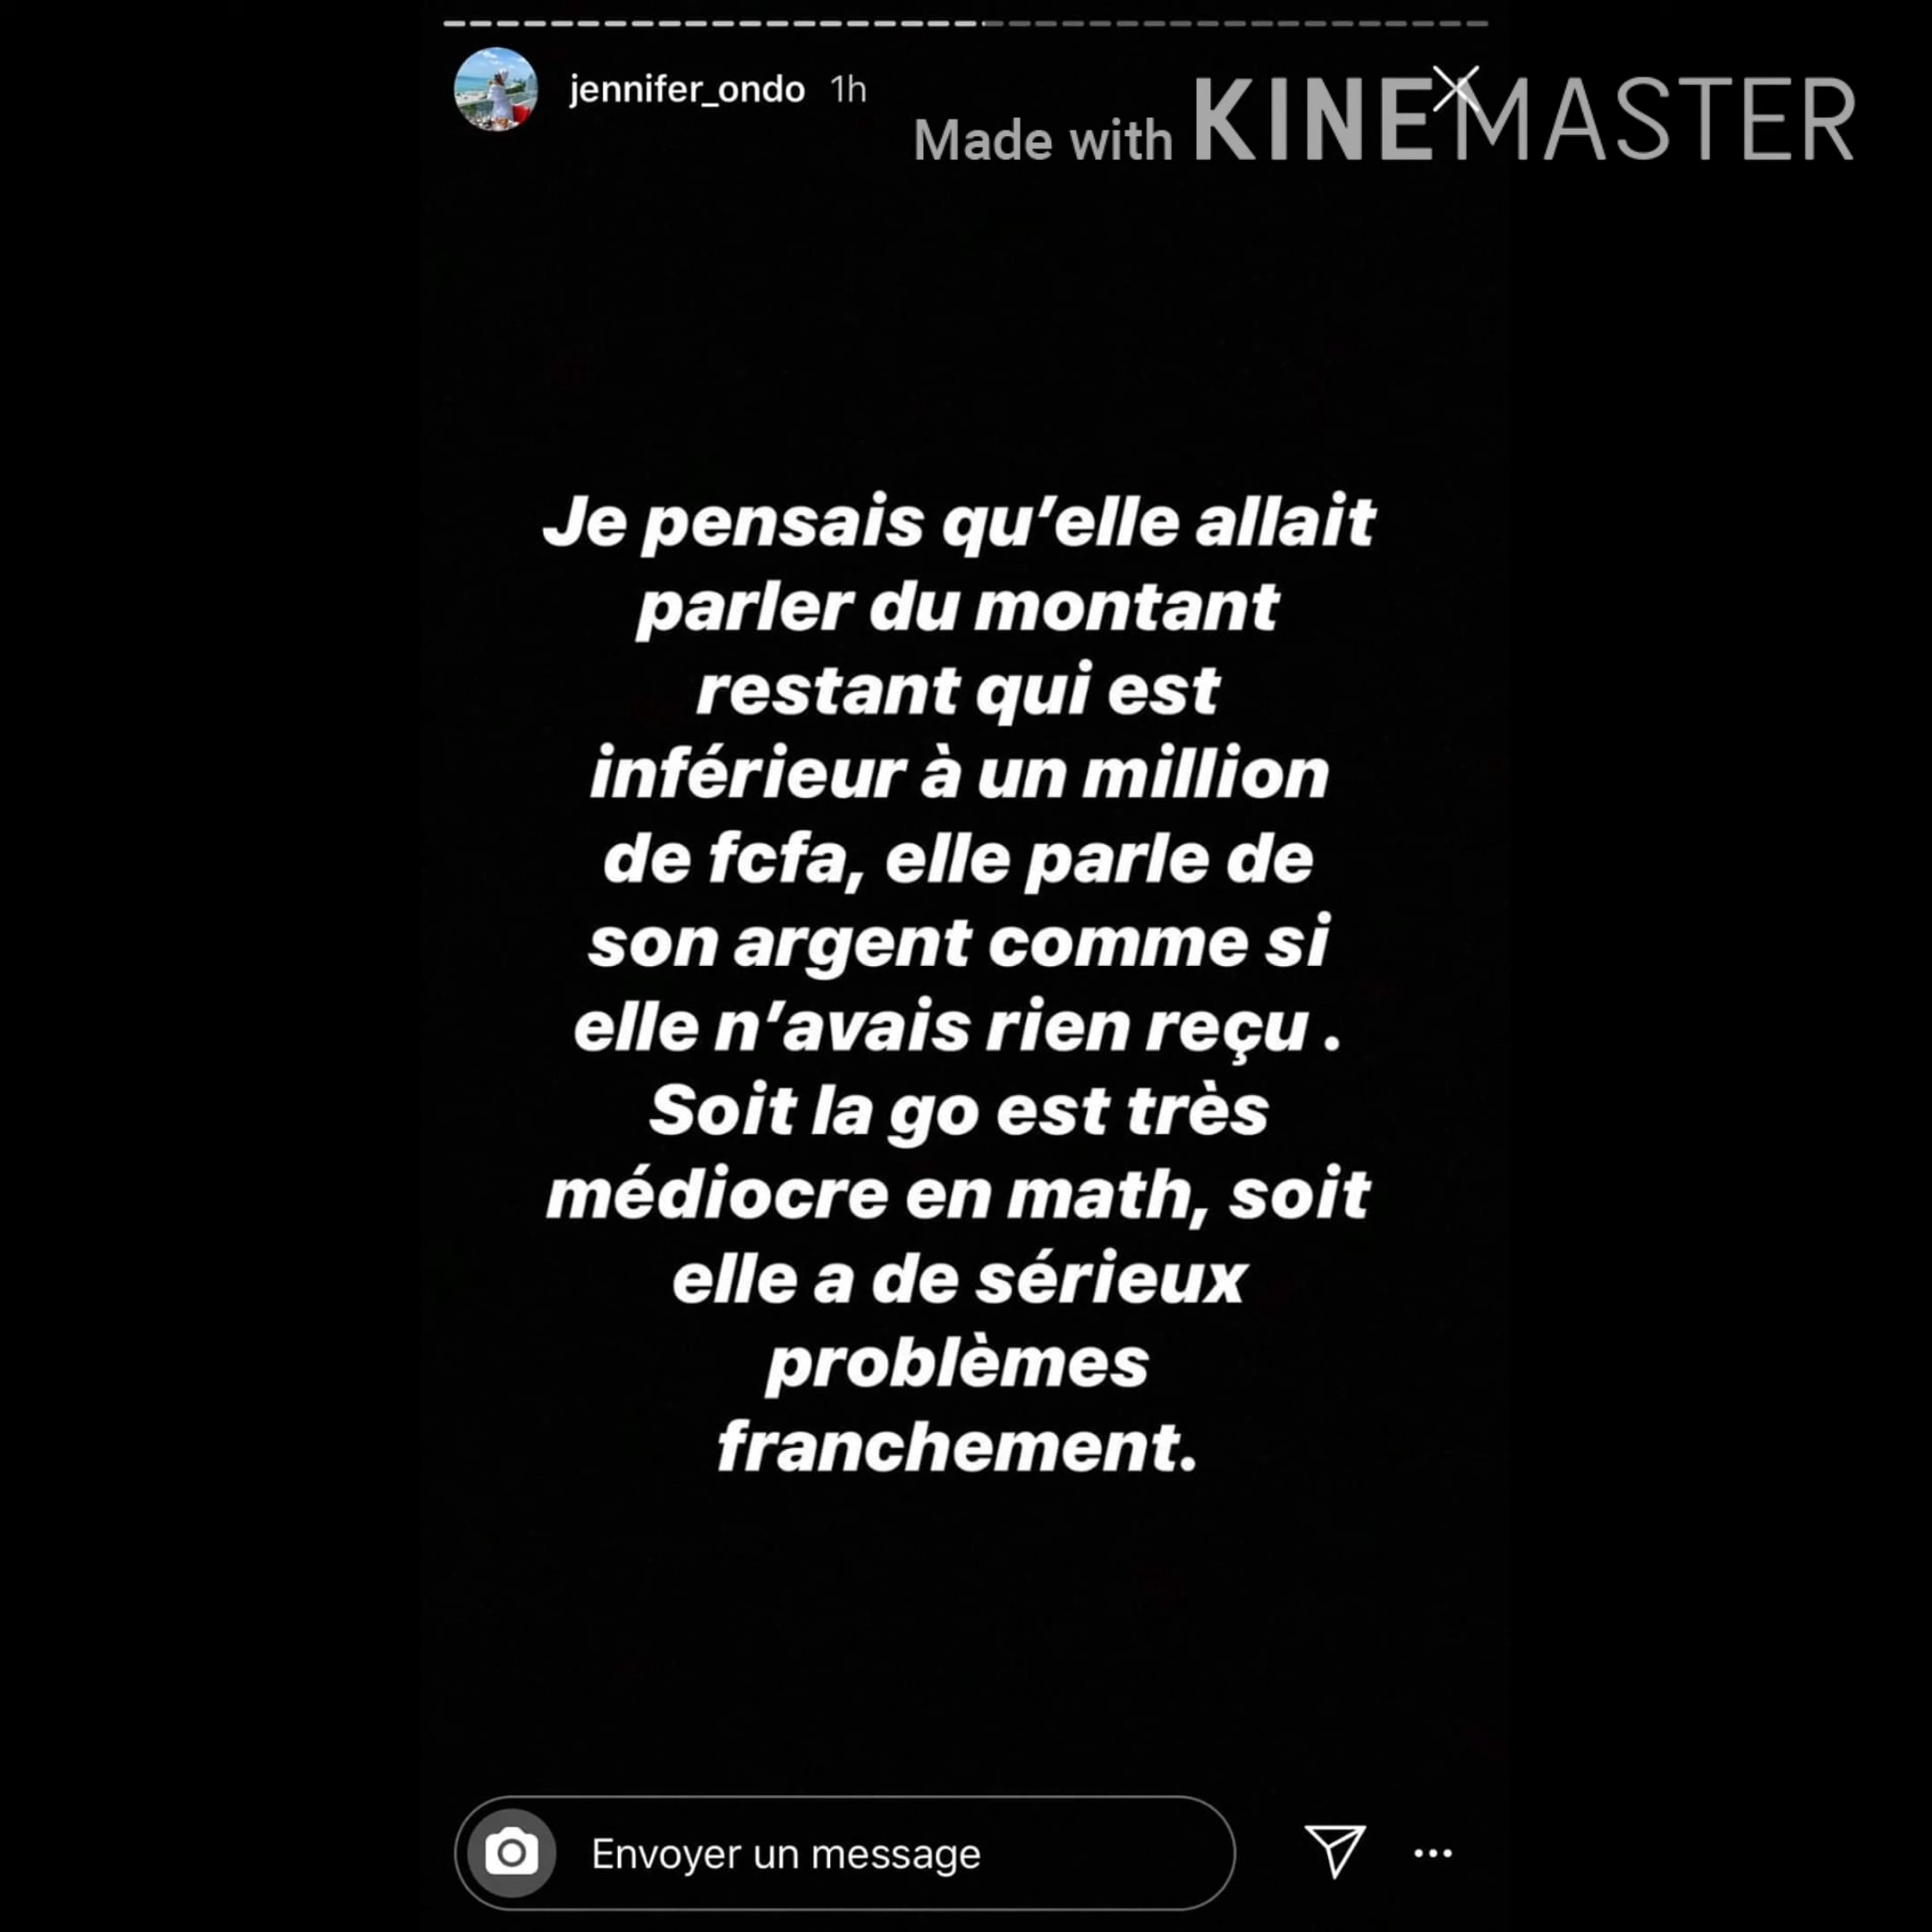 jennifer_ondo 1h
Made with KINEMASTER
Je pensais qu’elle allait
parler du montant
restant qui est
inférieur à un million
de fcfa, elle parle de
son argent comme si
elle n’avais rien reçu .
Soit la go est très
médiocre en math, soit
elle a de sérieux
problèmes
franchement.
Envoyer un message